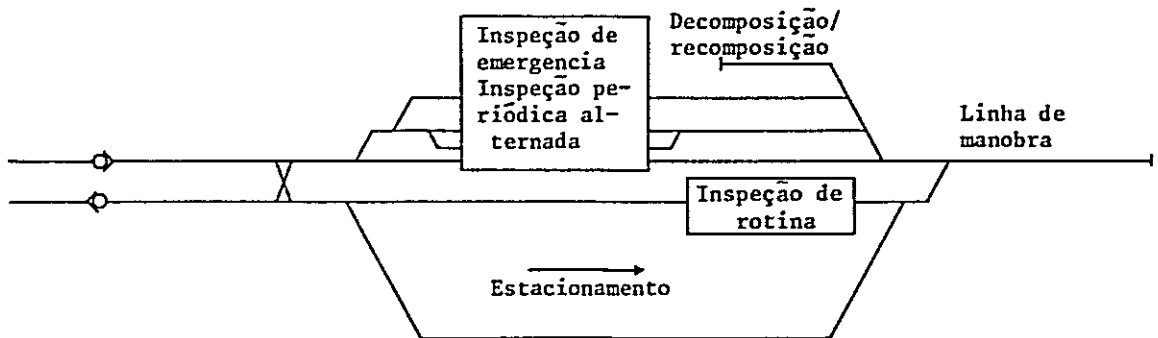 Inspeção de
emergencia
Inspeção pe-
riódica al-
ternada
Decomposição/
recomposição
Linha de
manobra
Inspeção de
rotina
Estacionamento